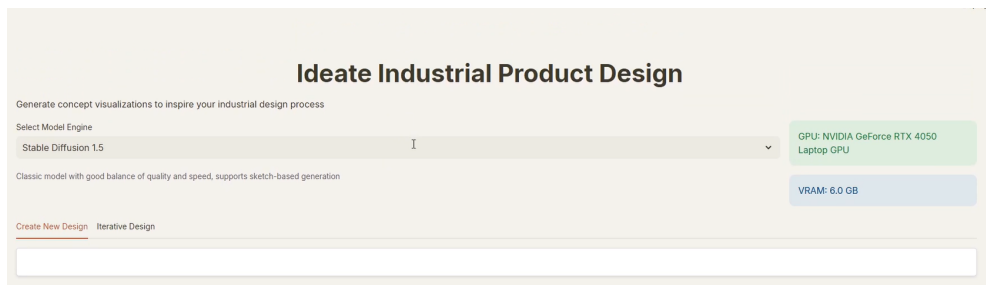 Ideate Industrial Product Design
Generate concept visualizations to inspire your industrial design process
Select Model Engine
Stable Diffusion 1.5
Classic model with good balance of quality and speed, supports sketch-based generation
GPU: NVIDIA GeForce RTX 4050
Laptop GPU
VRAM: 6.0 GB
Create New Design Iterative Design